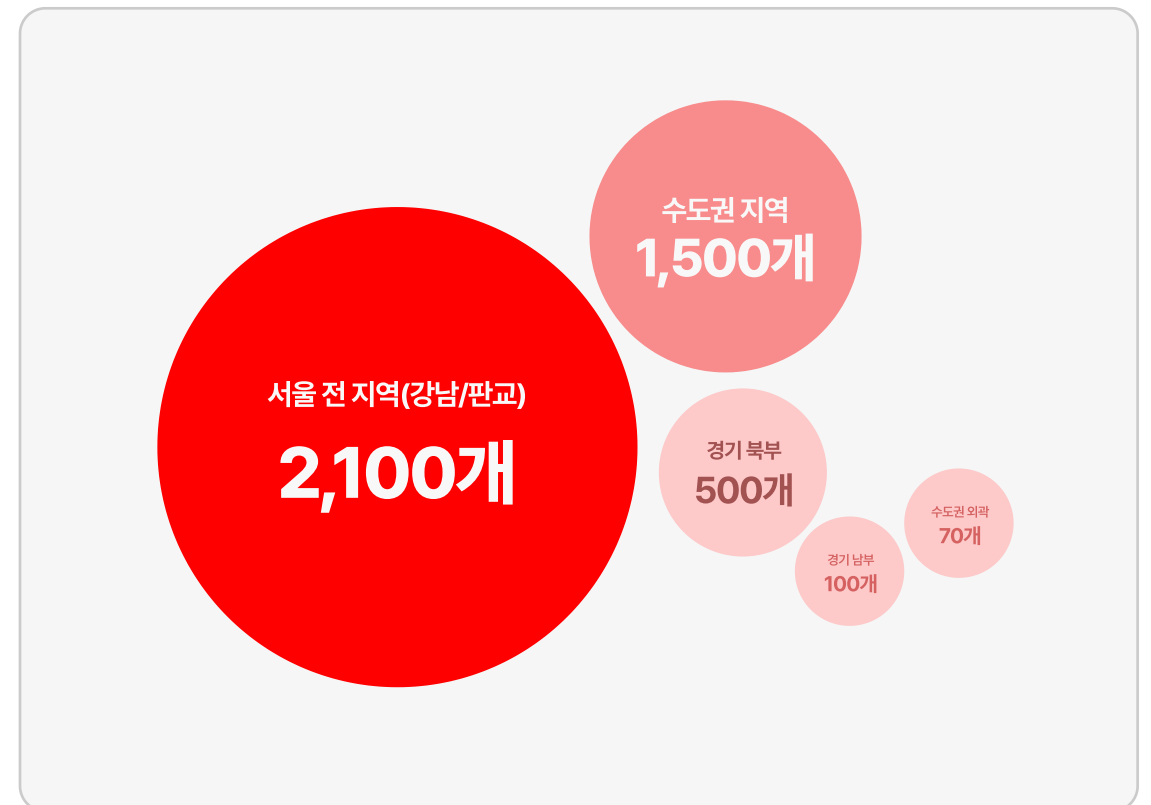 수도권 지역
1,500개
서울 전 지역(강남/판교)
2,100개
경기 북부
500개
수도권 외곽
70개
경기 남부
100개